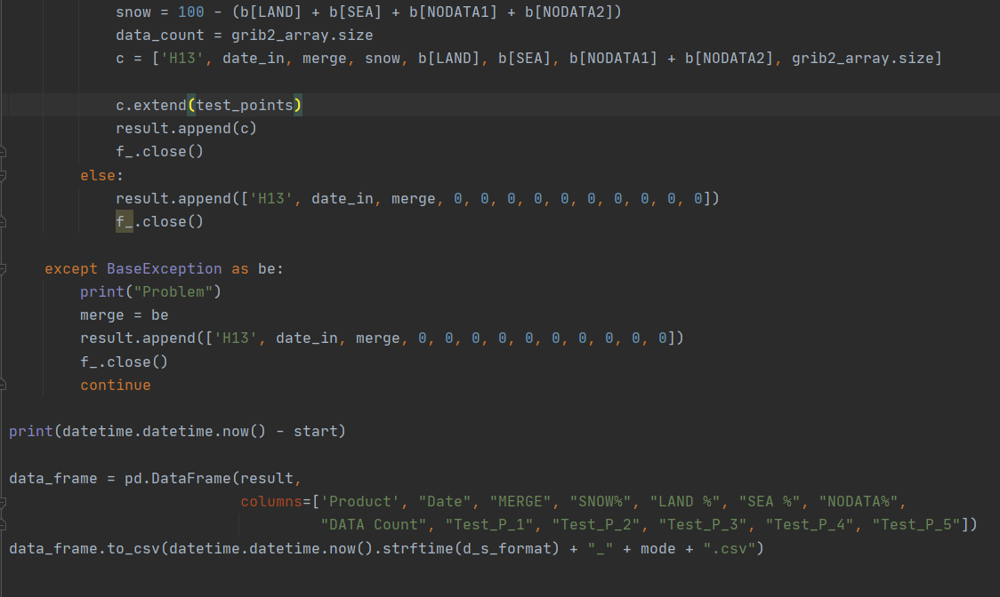 snow = 100 - (b[LAND] + b[SEA] + b[NODATA1] + b[NODATA2])
data_count = grib2_array.size
c = ['H13', date_in, merge, snow, b[LAND], b[SEA], b[NODATA1] + b[NODATA2], grib2_array.size]
c.extend(test_points)
result.append(c)
f_.close()
else:
result.append(['H13', date_in, merge, 0, 0, 0, 0, 0, 0, 0, 0, 0, 0])
f_.close()
except BaseException as be:
print("Problem")
merge = be
result.append(['H13', date_in, merge, 0, 0, 0, 0, 0, 0, 0, 0, 0, 0])
f_.close()
continue
print(datetime.datetime.now() - start)
data_frame = pd.DataFrame(result,
columns=['Product', "Date", "MERGE", "SNOW%", "LAND %", "SEA %", "NODATA%",
"DATA Count", "Test_P_1", "Test_P_2", "Test_P_3", "Test_P_4", "Test_P_5"])
data_frame.to_csv(datetime.datetime.now().strftime(d_s_format) + "_" + mode + ".csv")